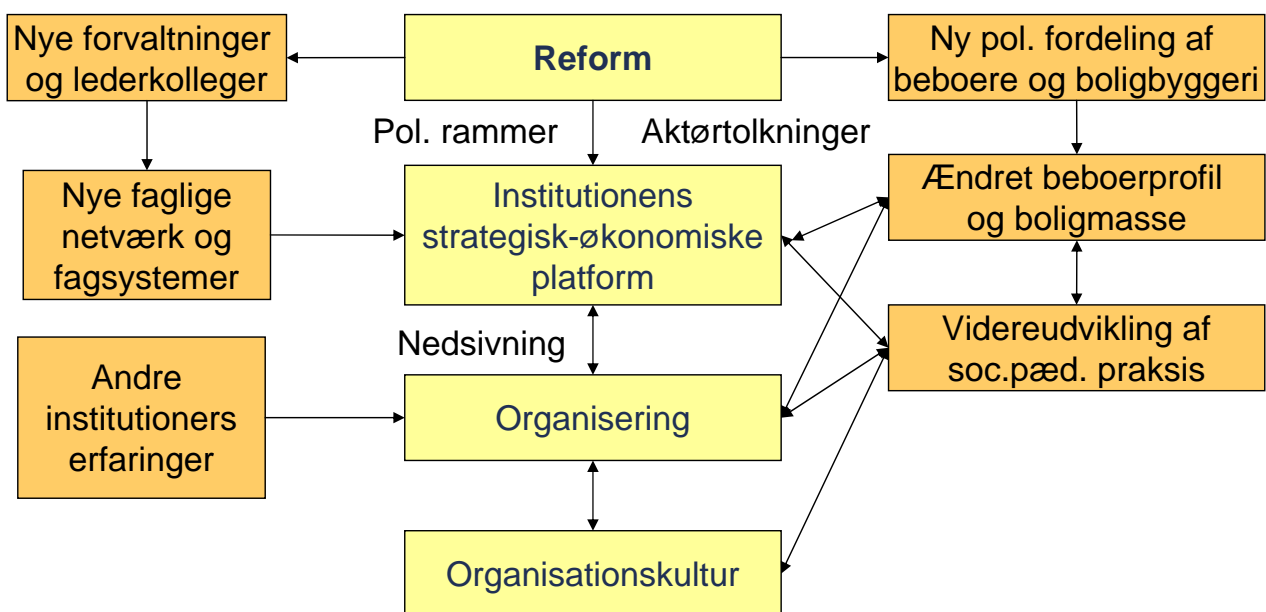 Nye forvaltninger
og lederkolleger
Reform
Ny pol. fordeling af
beboere og boligbyggeri
Pol. rammer
Aktørtolkninger
Nye faglige
netværk og
fagsystemer
Institutionens
strategisk-økonomiske
platform
Ændret beboerprofil
og boligmasse
Nedsivning
Videreudvikling af
soc.pæd. praksis
Andre
institutioners
erfaringer
Organisering
Organisationskultur